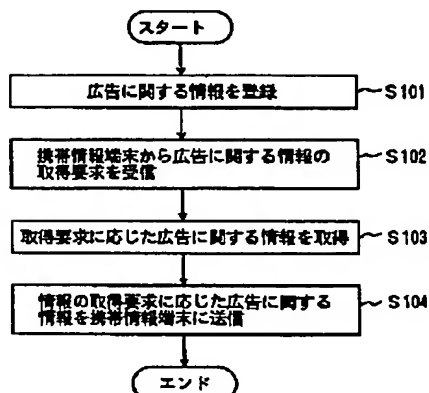 スタート
広告に関する情報を登録
S101
携帯情報端末から広告に関する情報の
取得要求を受信
S102
取得要求に応じた広告に関する情報を取得
S103
情報の取得要求に応じた広告に関する
情報を携帯情報端末に送信
S104
エンド